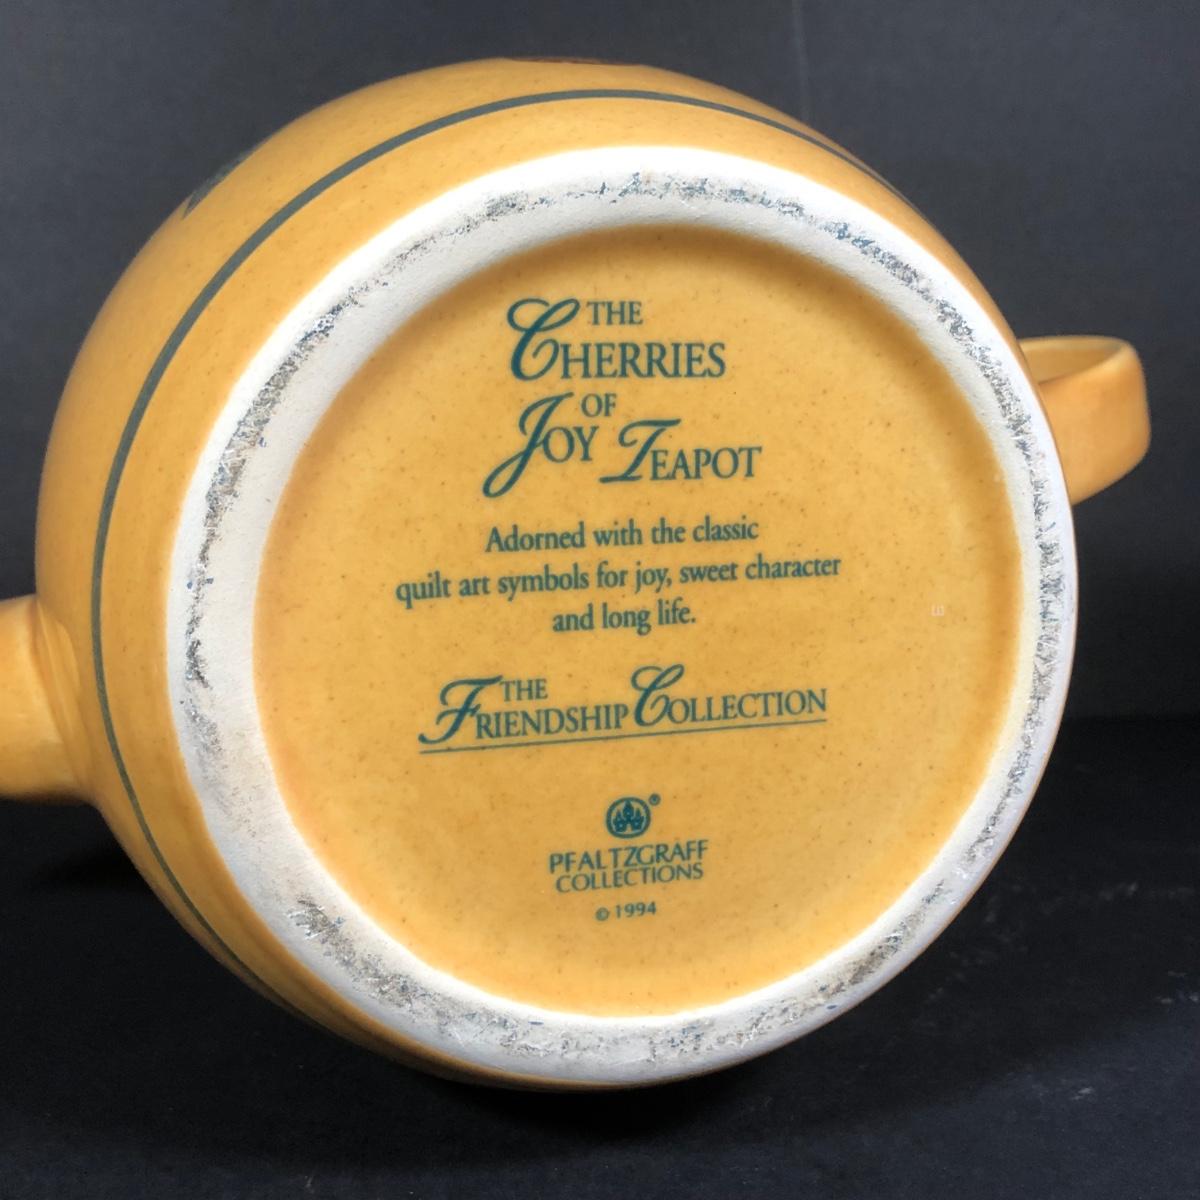 THE
CHERRIES
OF
JOY TEAPOT
Adorned with the classic
quilt art symbols for joy, sweet character
and long life.
THE
FRIENDSHIP COLLECTION
®
PFALTZGRAFF
COLLECTIONS
© 1994
E